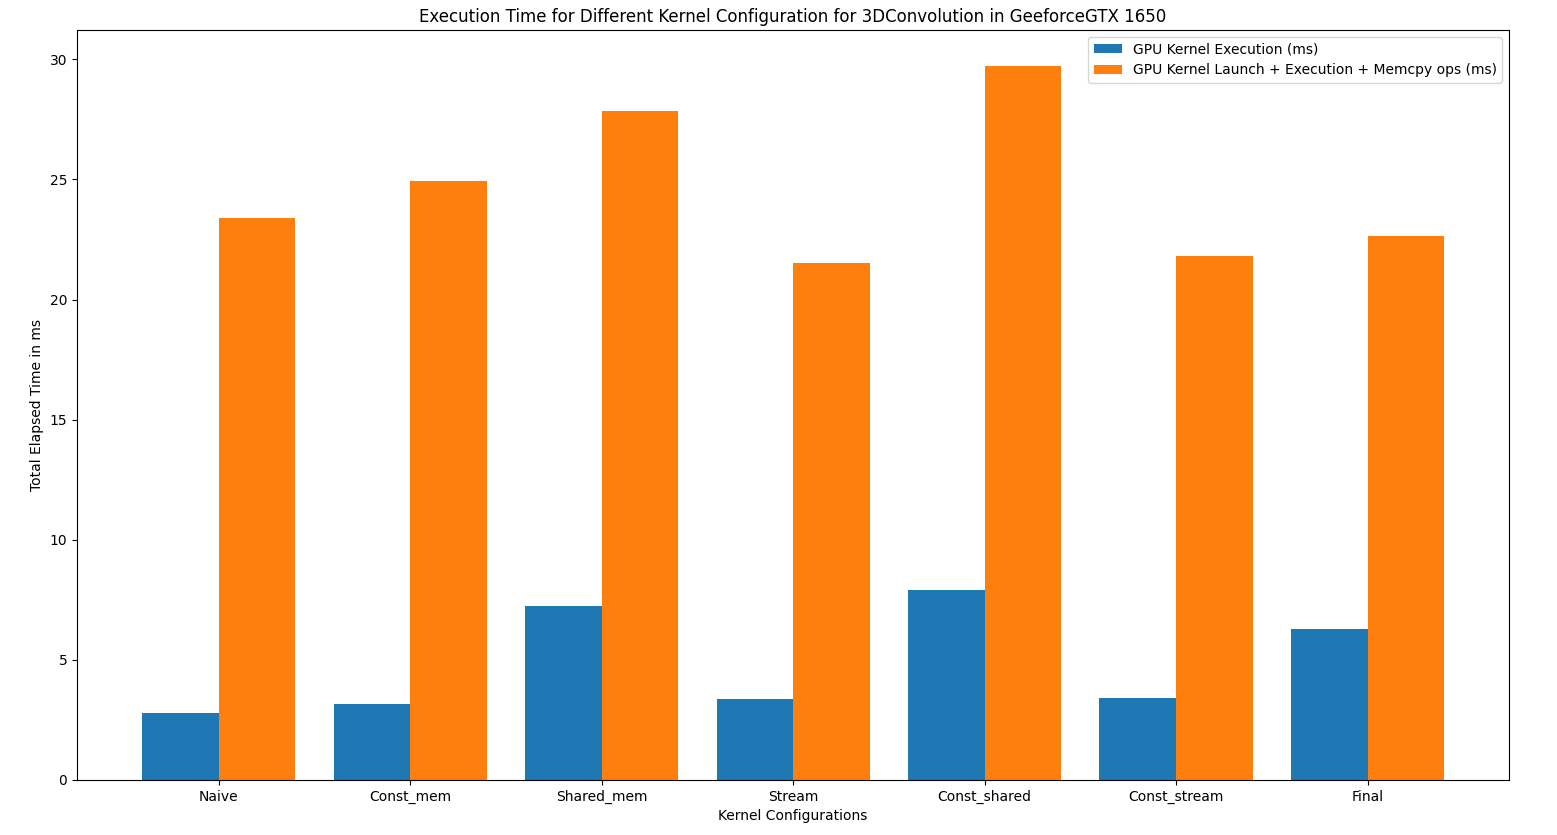 Execution Time for Different Kernel Configuration for 3DConvolution in GeeforceGTX 1650
GPU Kernel Execution (ms)
GPU Kernel Launch + Execution + Memcpy ops (ms)
Total Elapsed Time in ms
30
25
20
15
10
5
0
Naive Const_mem Shared_mem Stream Const_shared Const_stream Final
Kernel Configurations